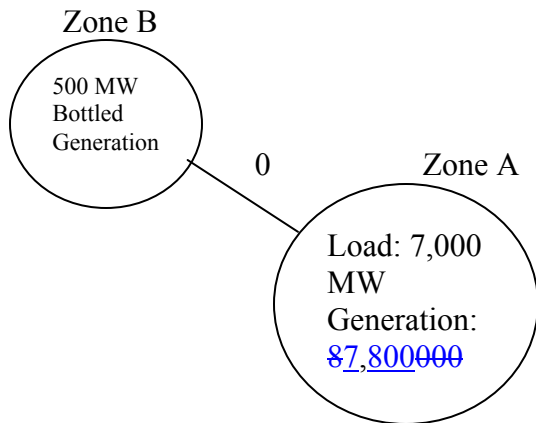 Zone B
500 MW
Bottled
Generation
0
Zone A
Load: 7,000
MW
Generation:
87,800000